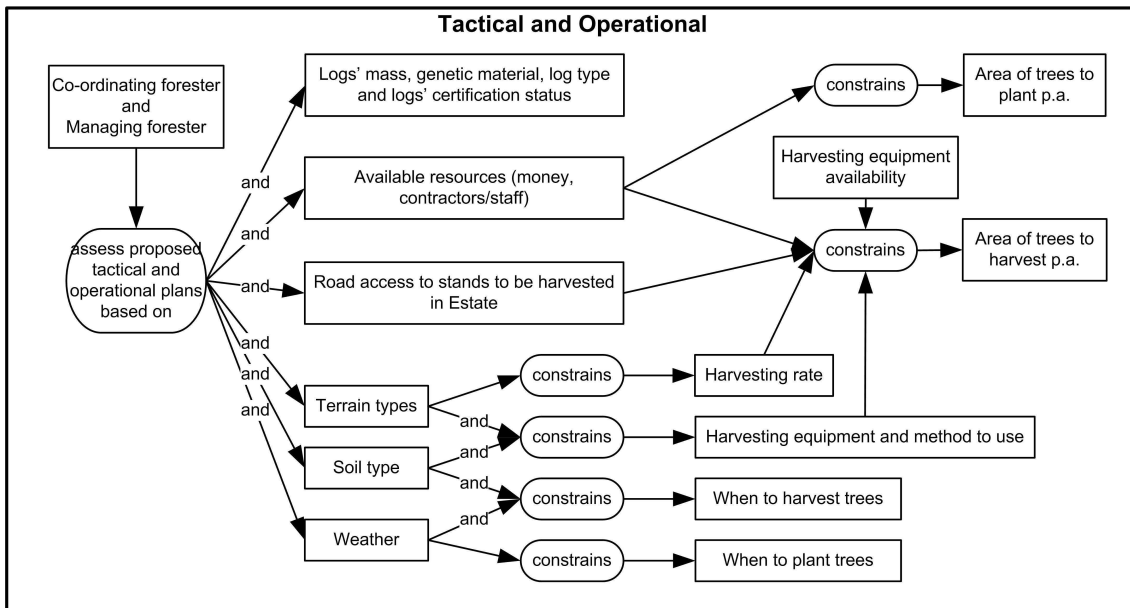 Tactical and Operational
Co-ordinating forester
and
Managing forester
Logs' mass, genetic material, log type
and logs' certification status
constrains
Area of trees to
plant p.a.
and
Available resources (money,
contractors/staff)
Harvesting equipment
availability
and
assess proposed
tactical and
operational plans
based on
constrains
Area of trees to
harvest p.a.
and
Road access to stands to be harvested
in Estate
and
and
and
Terrain types
constrains
Harvesting rate
and
Soil type
and
constrains
Harvesting equipment and method to use
and
Weather
and
constrains
When to harvest trees
constrains
When to plant trees